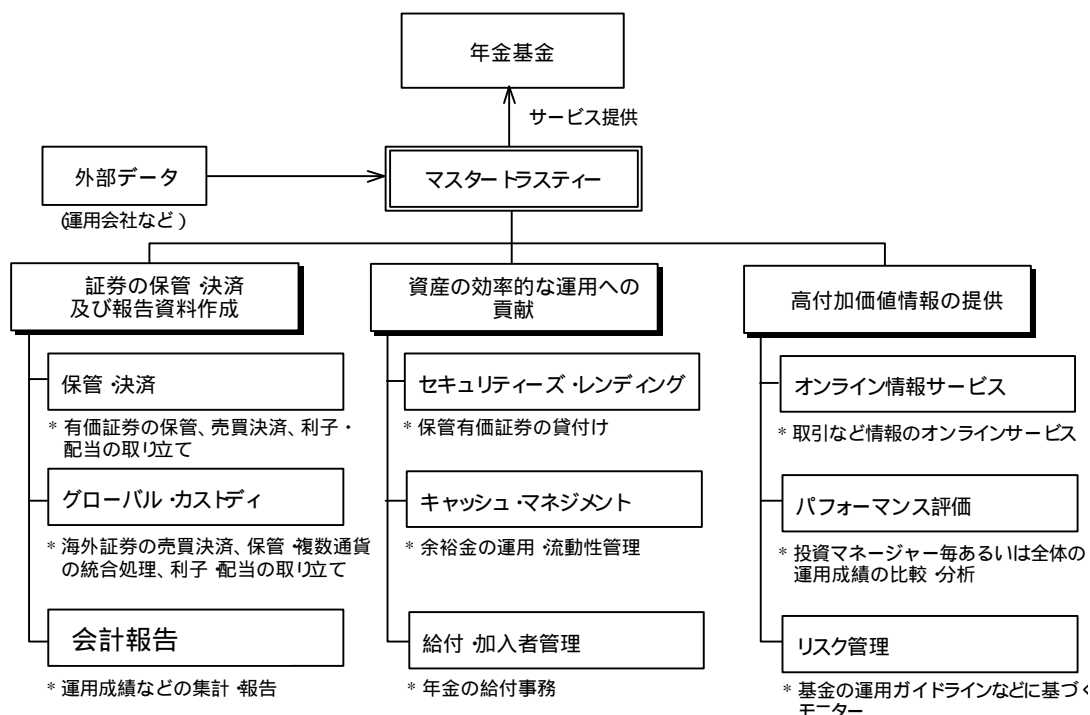 年金基金
サービス提供
外部データ
(運用会社など)
マスタートラスティー
証券の保管・決済
及び報告資料作成
資産の効率的な運用への
貢献
高付加価値情報の提供
保管・決済
* 有価証券の保管、売買決済、利子・
配当の取り立て
グローバル・カストディ
* 海外証券の売買決済、保管・複数通貨
の統合処理、利子・配当の取り立て
会計報告
* 運用成績などの集計・報告
セキュリティーズ・レンディング
* 保管有価証券の貸付け
キャッシュ・マネジメント
* 余裕金の運用・流動性管理
給付・加入者管理
* 年金の給付事務
オンライン情報サービス
* 取引など情報のオンラインサービス
パフォーマンス評価
* 投資マネージャー毎あるいは全体の
運用成績の比較・分析
リスク管理
* 基金の運用ガイドラインなどに基づく
モニター